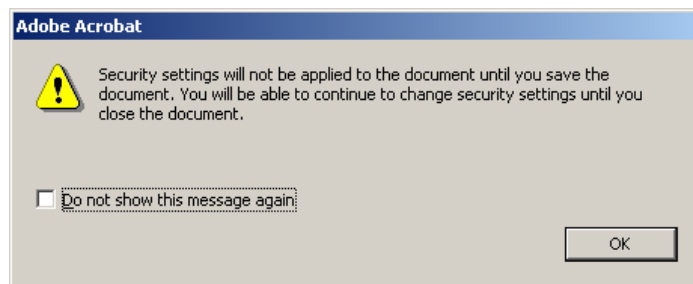 Adobe Acrobat
Security settings will not be applied to the document until you save the
document. You will be able to continue to change security settings until you
close the document.
Do not show this message again
OK